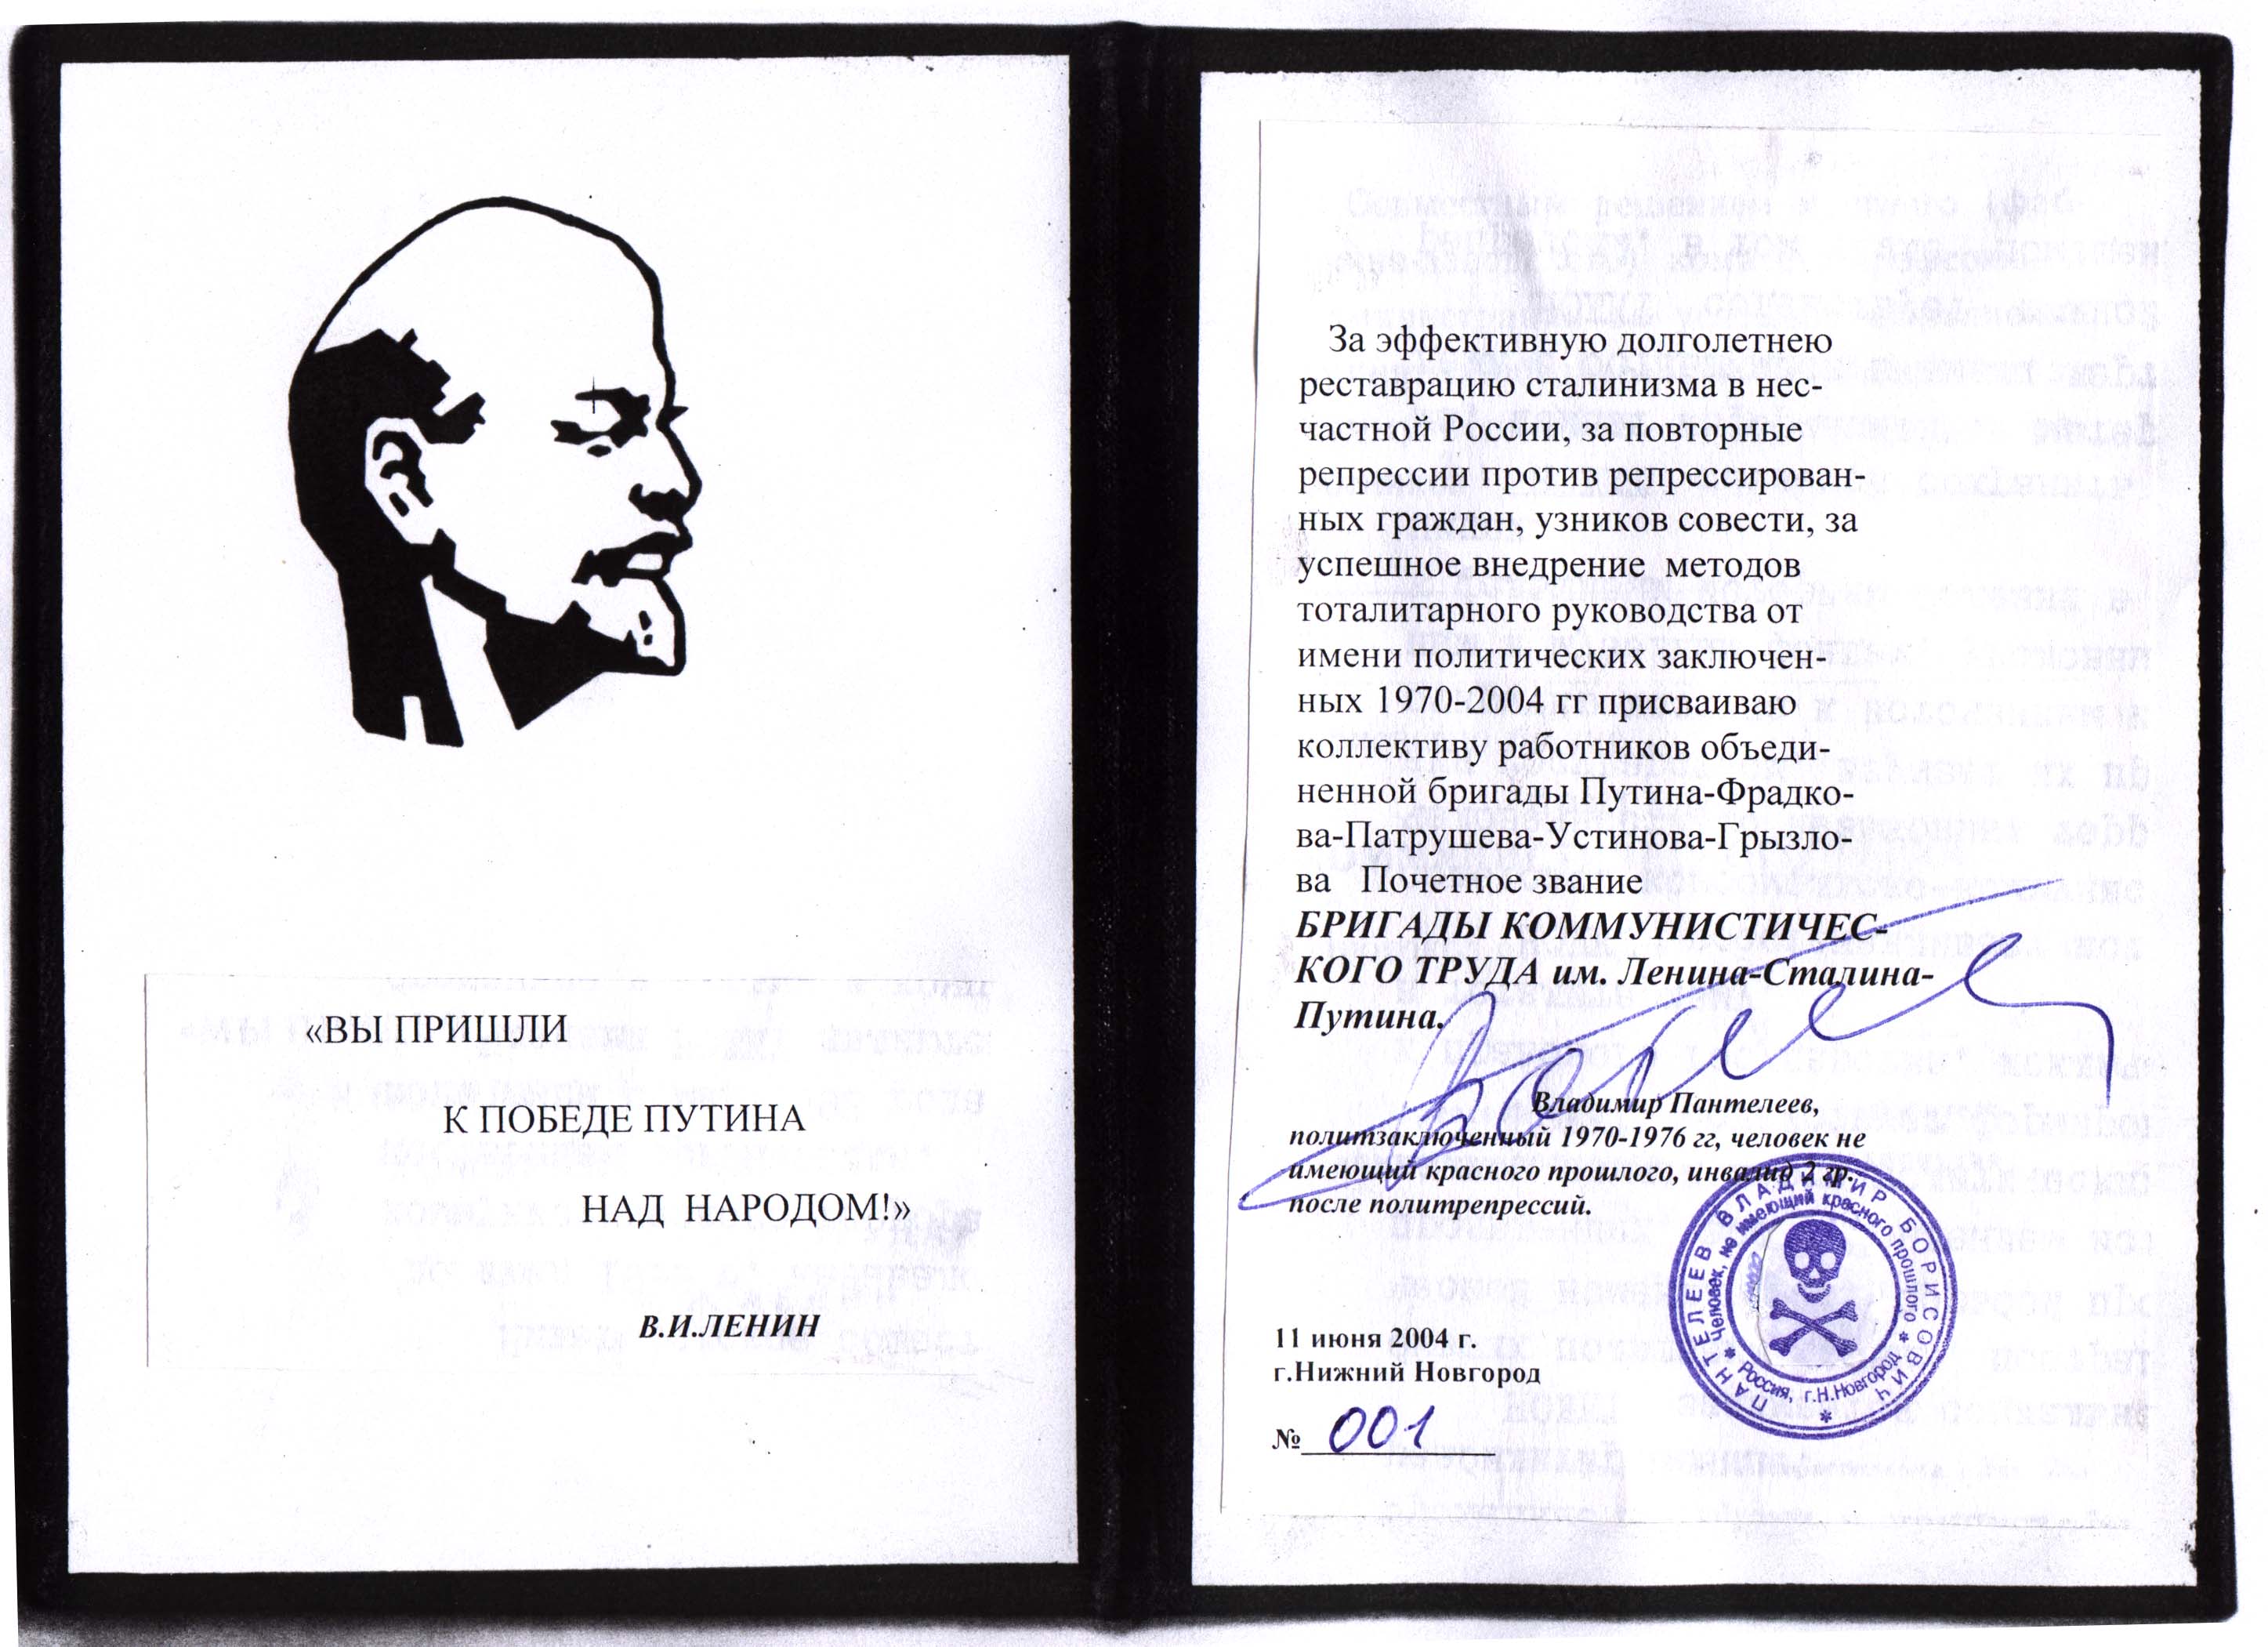 «ВЫ ПРИШЛИ
К ПОБЕДЕ ПУТИНА
НАД НАРОДОМ!»
В.И.ЛЕНИН
За эффективную долголетнею
реставрацию сталинизма в нес-
частной России, за повторные
репрессии против репрессирован-
ных граждан, узников совести, за
успешное внедрение методов
тоталитарного руководства от
имени политических заключен-
ных 1970-2004 гг присваиваю
коллективу работников объеди-
ненной бригады Путина-Фрадко-
ва-Патрушева-Устинова-Грызло-
ва Почетное звание
БРИГАДЫ КОММУНИСТИЧЕС-
КОГО ТРУДА им. Ленина-Сталина-
Путина.
Владимир Пантелеев,
политзаключенный 1970-1976 гг, человек не
имеющий красного прошлого, инвалид 2 гр.
после политрепрессий.
ПАНТЕЛЕЕВ ВЛАДИМИР БОРИСОВИЧ *
Человек, не имеющий красного прошлого *
* Россия, г.Н.Новгород
11 июня 2004 г.
г.Нижний Новгород
№ 001